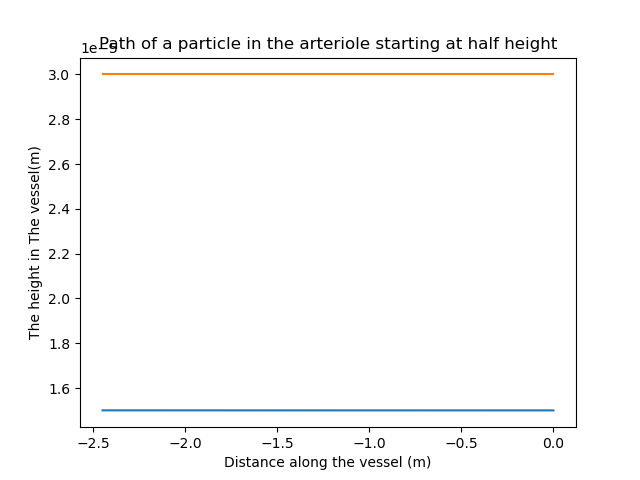 Path of a particle in the arteriole starting at half height
3.0
2.8
2.6
2.4
2.2
2.0
1.8
1.6
The height in The vessel(m)
−2.5 −2.0 −1.5 −1.0 −0.5 0.0
Distance along the vessel (m)